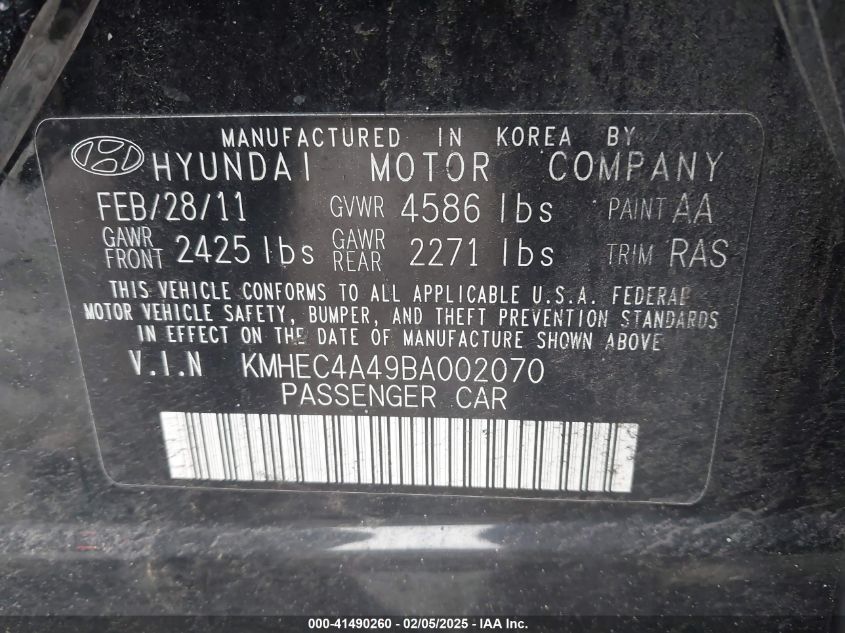 MANUFACTURED IN KOREA BY
HYUNDAI MOTOR COMPANY
FEB/28/11 GVWR 4586 lbs PAINT AA
GAWR FRONT 2425 lbs GAWR REAR 2271 lbs TRIM RAS
THIS VEHICLE CONFORMS TO ALL APPLICABLE U.S.A. FEDERAL
MOTOR VEHICLE SAFETY, BUMPER, AND THEFT PREVENTION STANDARDS
IN EFFECT ON THE DATE OF MANUFACTURE SHOWN ABOVE
V.I.N KMHEC4A49BA002070
PASSENGER CAR
000-41490260 - 02/05/2025 - IAA Inc.